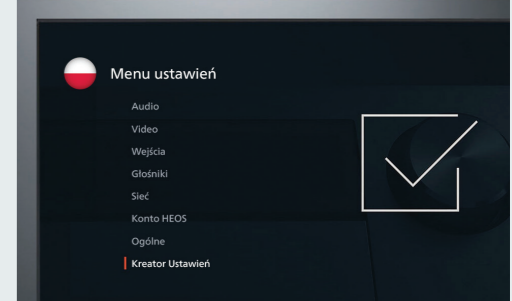 Menu ustawień
Audio
Video
Wejścia
Głośniki
Sieć
Konto HEOS
Ogólne
Kreator Ustawień